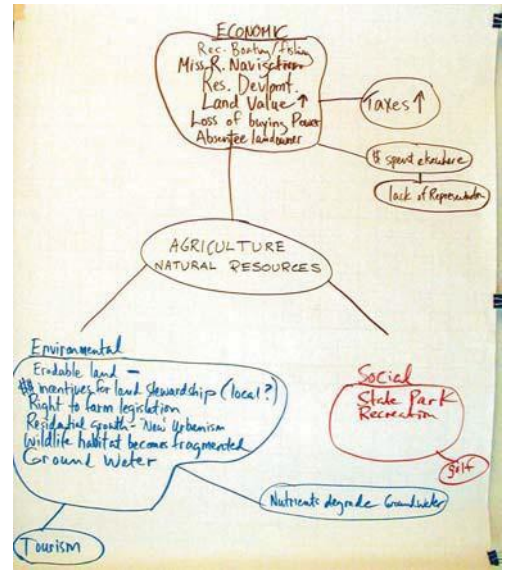 ECONOMIC
Rec. Boating/fishing
Miss R. Navigation
Res. Devlpmt.
Land Value ↑
Loss of buying Power
Absentee landowner
Taxes ↑
$$ spent elsewhere
lack of Representation
AGRICULTURE
NATURAL RESOURCES
Environmental
Erodable land -
$$ incentives for land stewardship (local?)
Right to farm legislation
Residential growth - "New Urbanism
Wildlife habitat becomes fragmented
Ground Water
Nutrients degrade Groundwater
Tourism
Social
State Park
Recreation
golf